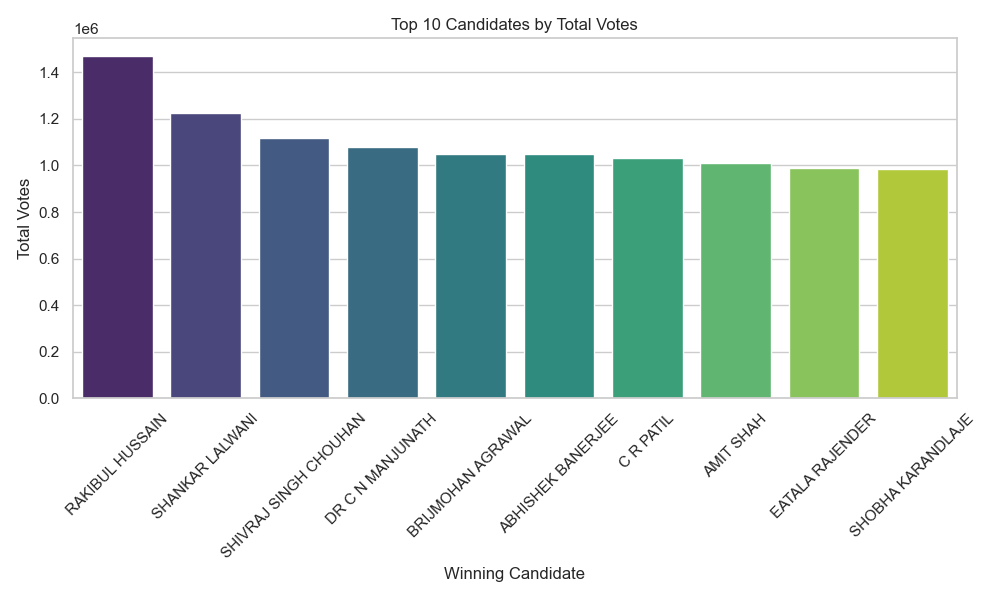 Top 10 Candidates by Total Votes
1e6
1.4
1.2
1.0
0.8
0.6
0.4
0.2
0.0
Total Votes
RAKIBUL HUSSAIN
SHANKAR LALWANI
SHIVRAJ SINGH CHOUHAN
DR C N MANJUNATH
BRIJMOHAN AGRAWAL
ABHISHEK BANERJEE
C R PATIL
AMIT SHAH
EATALA RAJENDER
SHOBHA KARANDLAJE
Winning Candidate